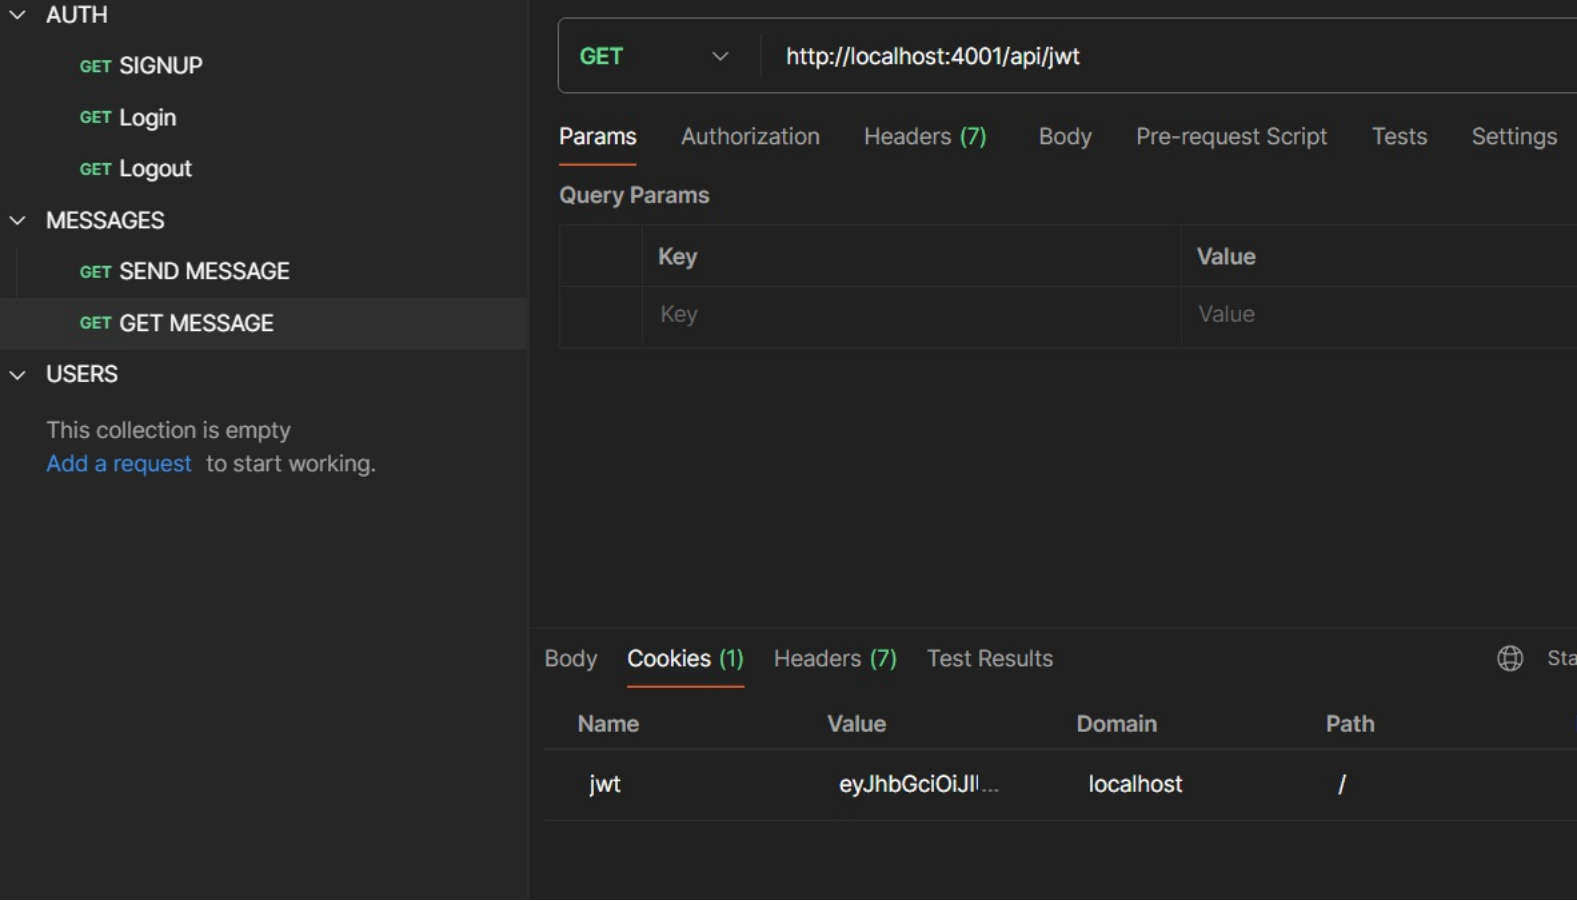 AUTH
GET SIGNUP
GET Login
GET Logout
MESSAGES
GET SEND MESSAGE
GET GET MESSAGE
USERS
This collection is empty
Add a request to start working.
GET http://localhost:4001/api/jwt
Params Authorization Headers (7) Body Pre-request Script Tests Settings
Query Params
Key Value
Key Value
Body Cookies (1) Headers (7) Test Results Sta
Name Value Domain Path
jwt eyJhbGciOiJI... localhost /